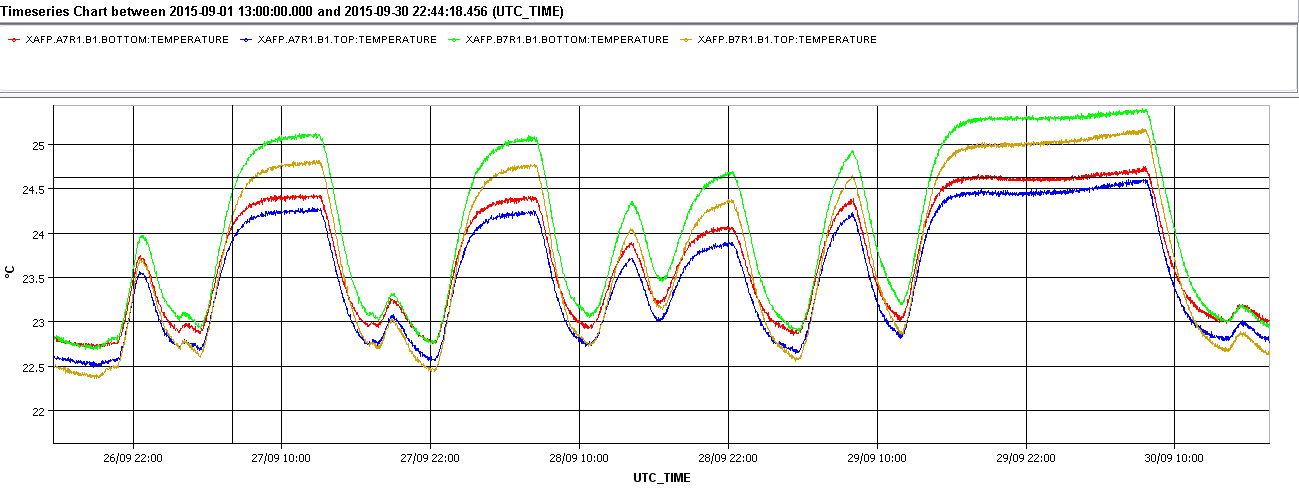 Timeseries Chart between 2015-09-01 13:00:00.000 and 2015-09-30 22:44:18.456 (UTC_TIME)
XAFP.A7R1.B1.BOTTOM:TEMPERATURE XAFP.A7R1.B1.TOP:TEMPERATURE XAFP.B7R1.B1.BOTTOM:TEMPERATURE XAFP.B7R1.B1.TOP:TEMPERATURE
25
24.5
24
°C
23.5
23
22.5
22
26/09 22:00 27/09 10:00 27/09 22:00 28/09 10:00 28/09 22:00 29/09 10:00 29/09 22:00 30/09 10:00
UTC_TIME